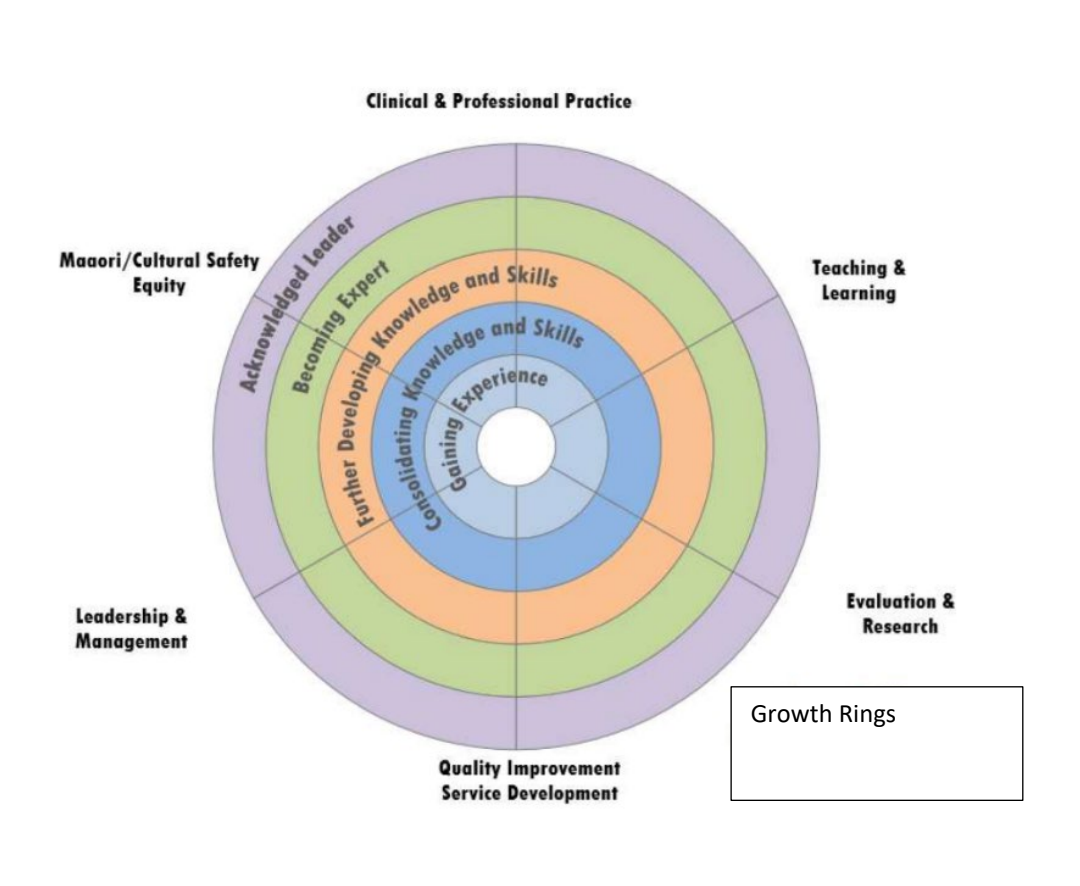 Clinical & Professional Practice
Maaori/Cultural Safety
Equity
Teaching &
Learning
Acknowledged Leader
Becoming Expert
Further Developing Knowledge and Skills
Consolidating Knowledge and Skills
Gaining Experience
Leadership &
Management
Evaluation &
Research
Growth Rings
Quality Improvement
Service Development